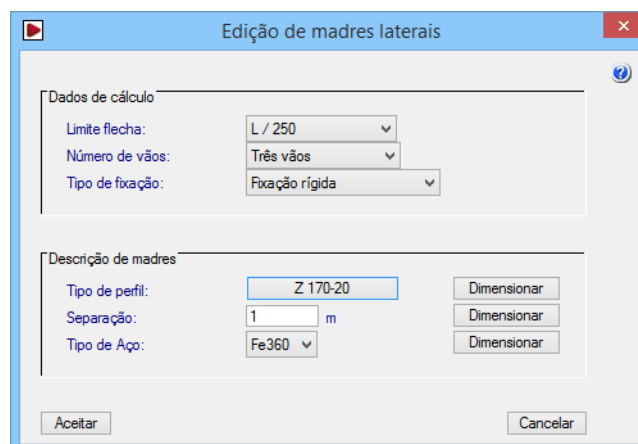 Edição de madres laterais
Dados de cálculo
Limite flecha: L / 250
Número de vãos: Três vãos
Tipo de fixação: Fixação rígida
Descrição de madres
Tipo de perfil: Z 170-20 Dimensionar
Separação: 1 m Dimensionar
Tipo de Aço: Fe360 Dimensionar
Aceitar Cancelar